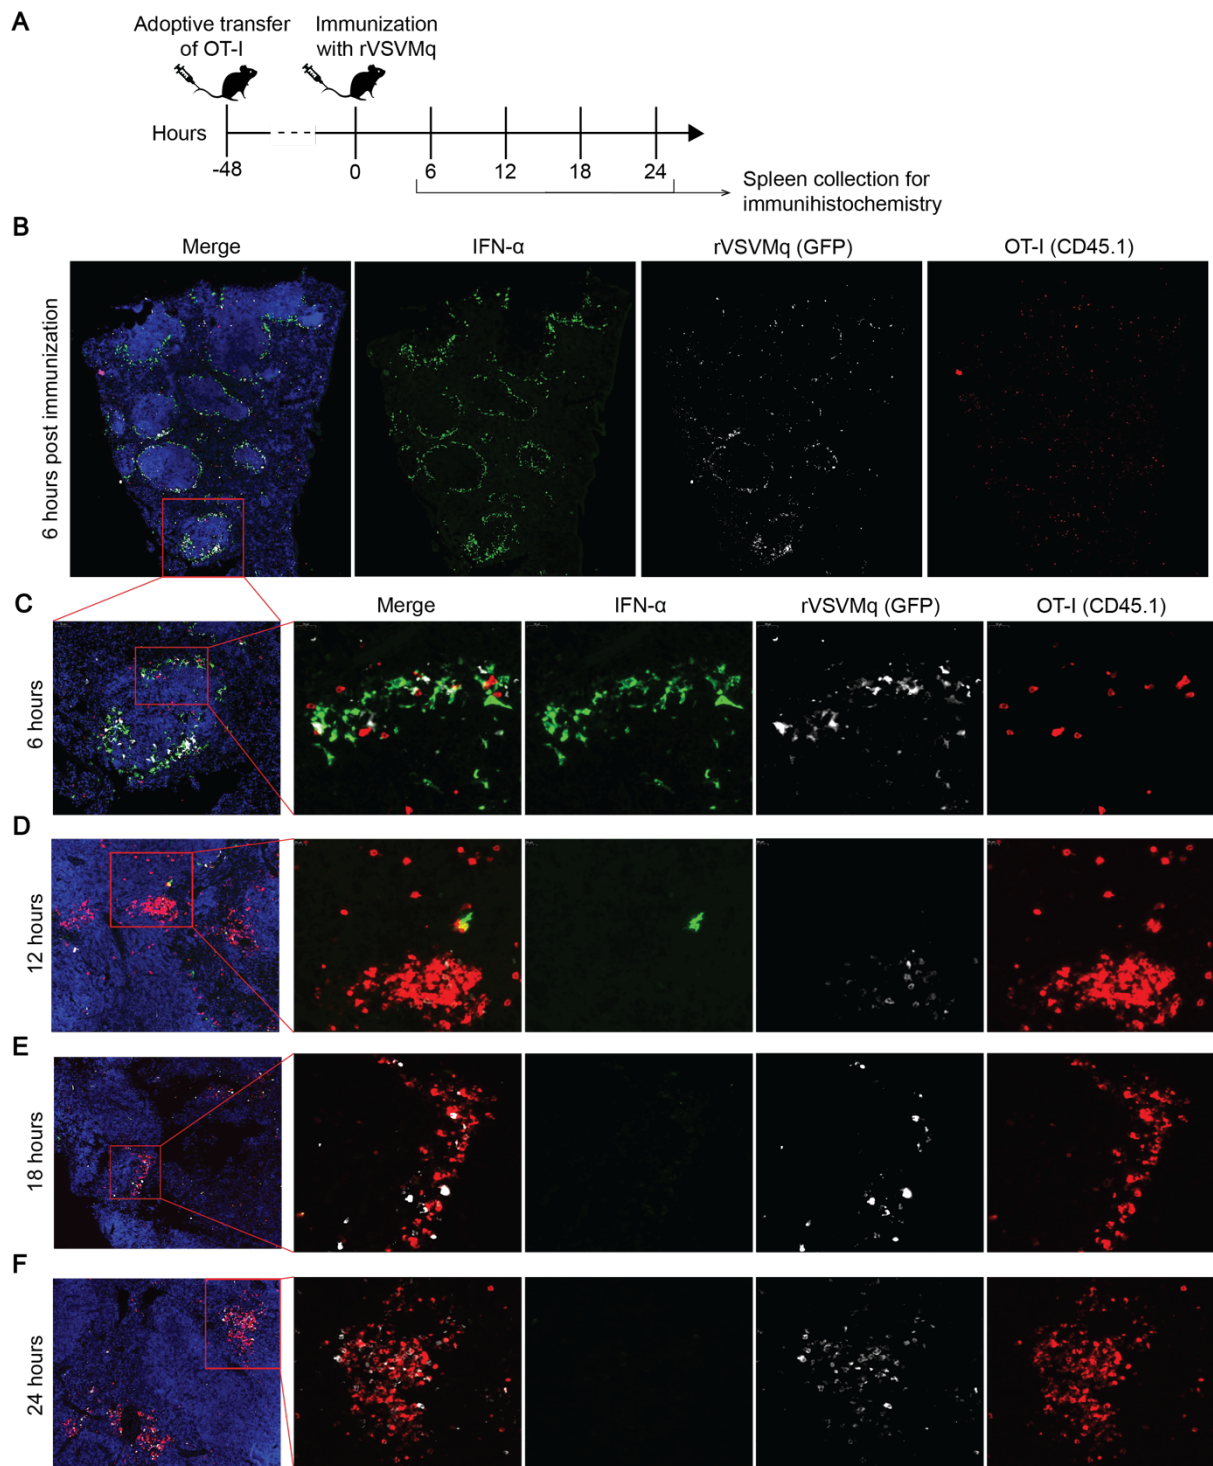 A
Adoptive transfer
of OT-I
Immunization
with rVSVMq
Hours
-48
0
6
12
18
24
Spleen collection for
immunihistochemistry
B
Merge
IFN-α
rVSVMq (GFP)
OT-I (CD45.1)
6 hours post immunization
C
Merge
IFN-α
rVSVMq (GFP)
OT-I (CD45.1)
6 hours
D
12 hours
E
18 hours
F
24 hours